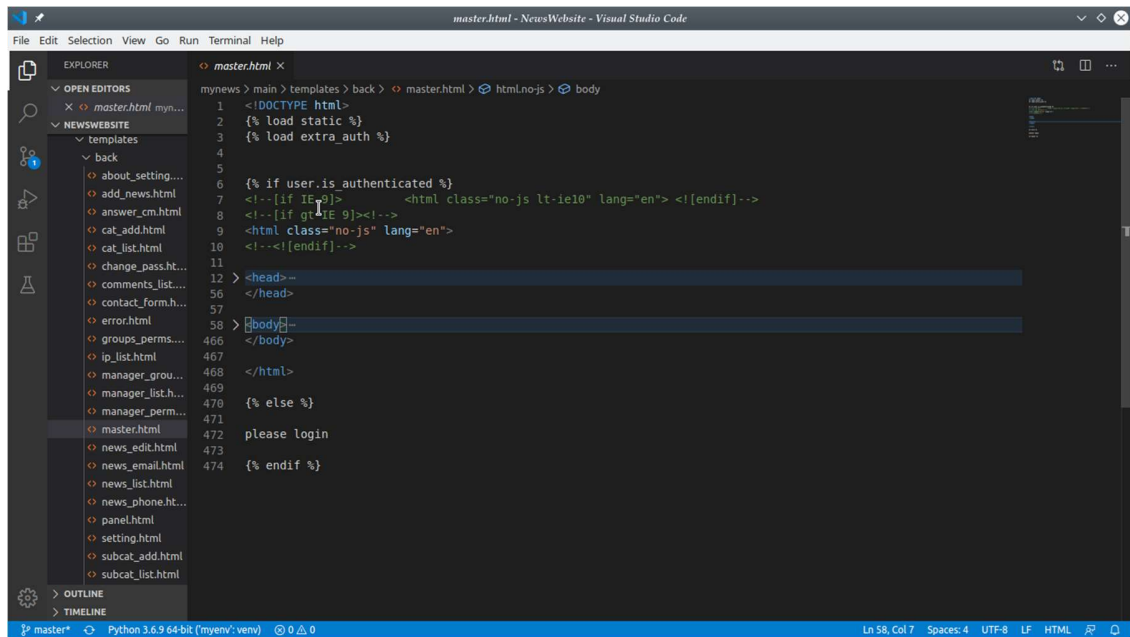 master.html - NewsWebsite - Visual Studio Code
File Edit Selection View Go Run Terminal Help
EXPLORER
OPEN EDITORS
master.html myn...
NEWSWEBSITE
templates
back
about_setting....
add_news.html
answer_cm.html
cat_add.html
cat_list.html
change_pass.ht...
comments_list....
contact_form.h...
error.html
groups_perms....
ip_list.html
manager_grou...
manager_list.h...
manager_perm...
master.html
news_edit.html
news_email.html
news_list.html
news_phone.ht...
panel.html
setting.html
subcat_add.html
subcat_list.html
OUTLINE
TIMELINE
1
master.html
mynews > main > templates > back > master.html > html.no-js > body
1 <!DOCTYPE html>
2 {% load static %}
3 {% load extra_auth %}
4
5
6 {% if user.is_authenticated %}
7 <!--[if IE 9]> <html class="no-js lt-ie10" lang="en"> <![endif]-->
8 <!--[if gt IE 9]><!-->
9 <html class="no-js" lang="en">
10 <!--<![endif]-->
11
12 <head>⋯
56 </head>
57
58 <body>⋯
466 </body>
467
468 </html>
469
470 {% else %}
471
472 please login
473
474 {% endif %}
master* Python 3.6.9 64-bit ('myenv': venv) 0 0 Ln 58, Col 7 Spaces: 4 UTF-8 LF HTML